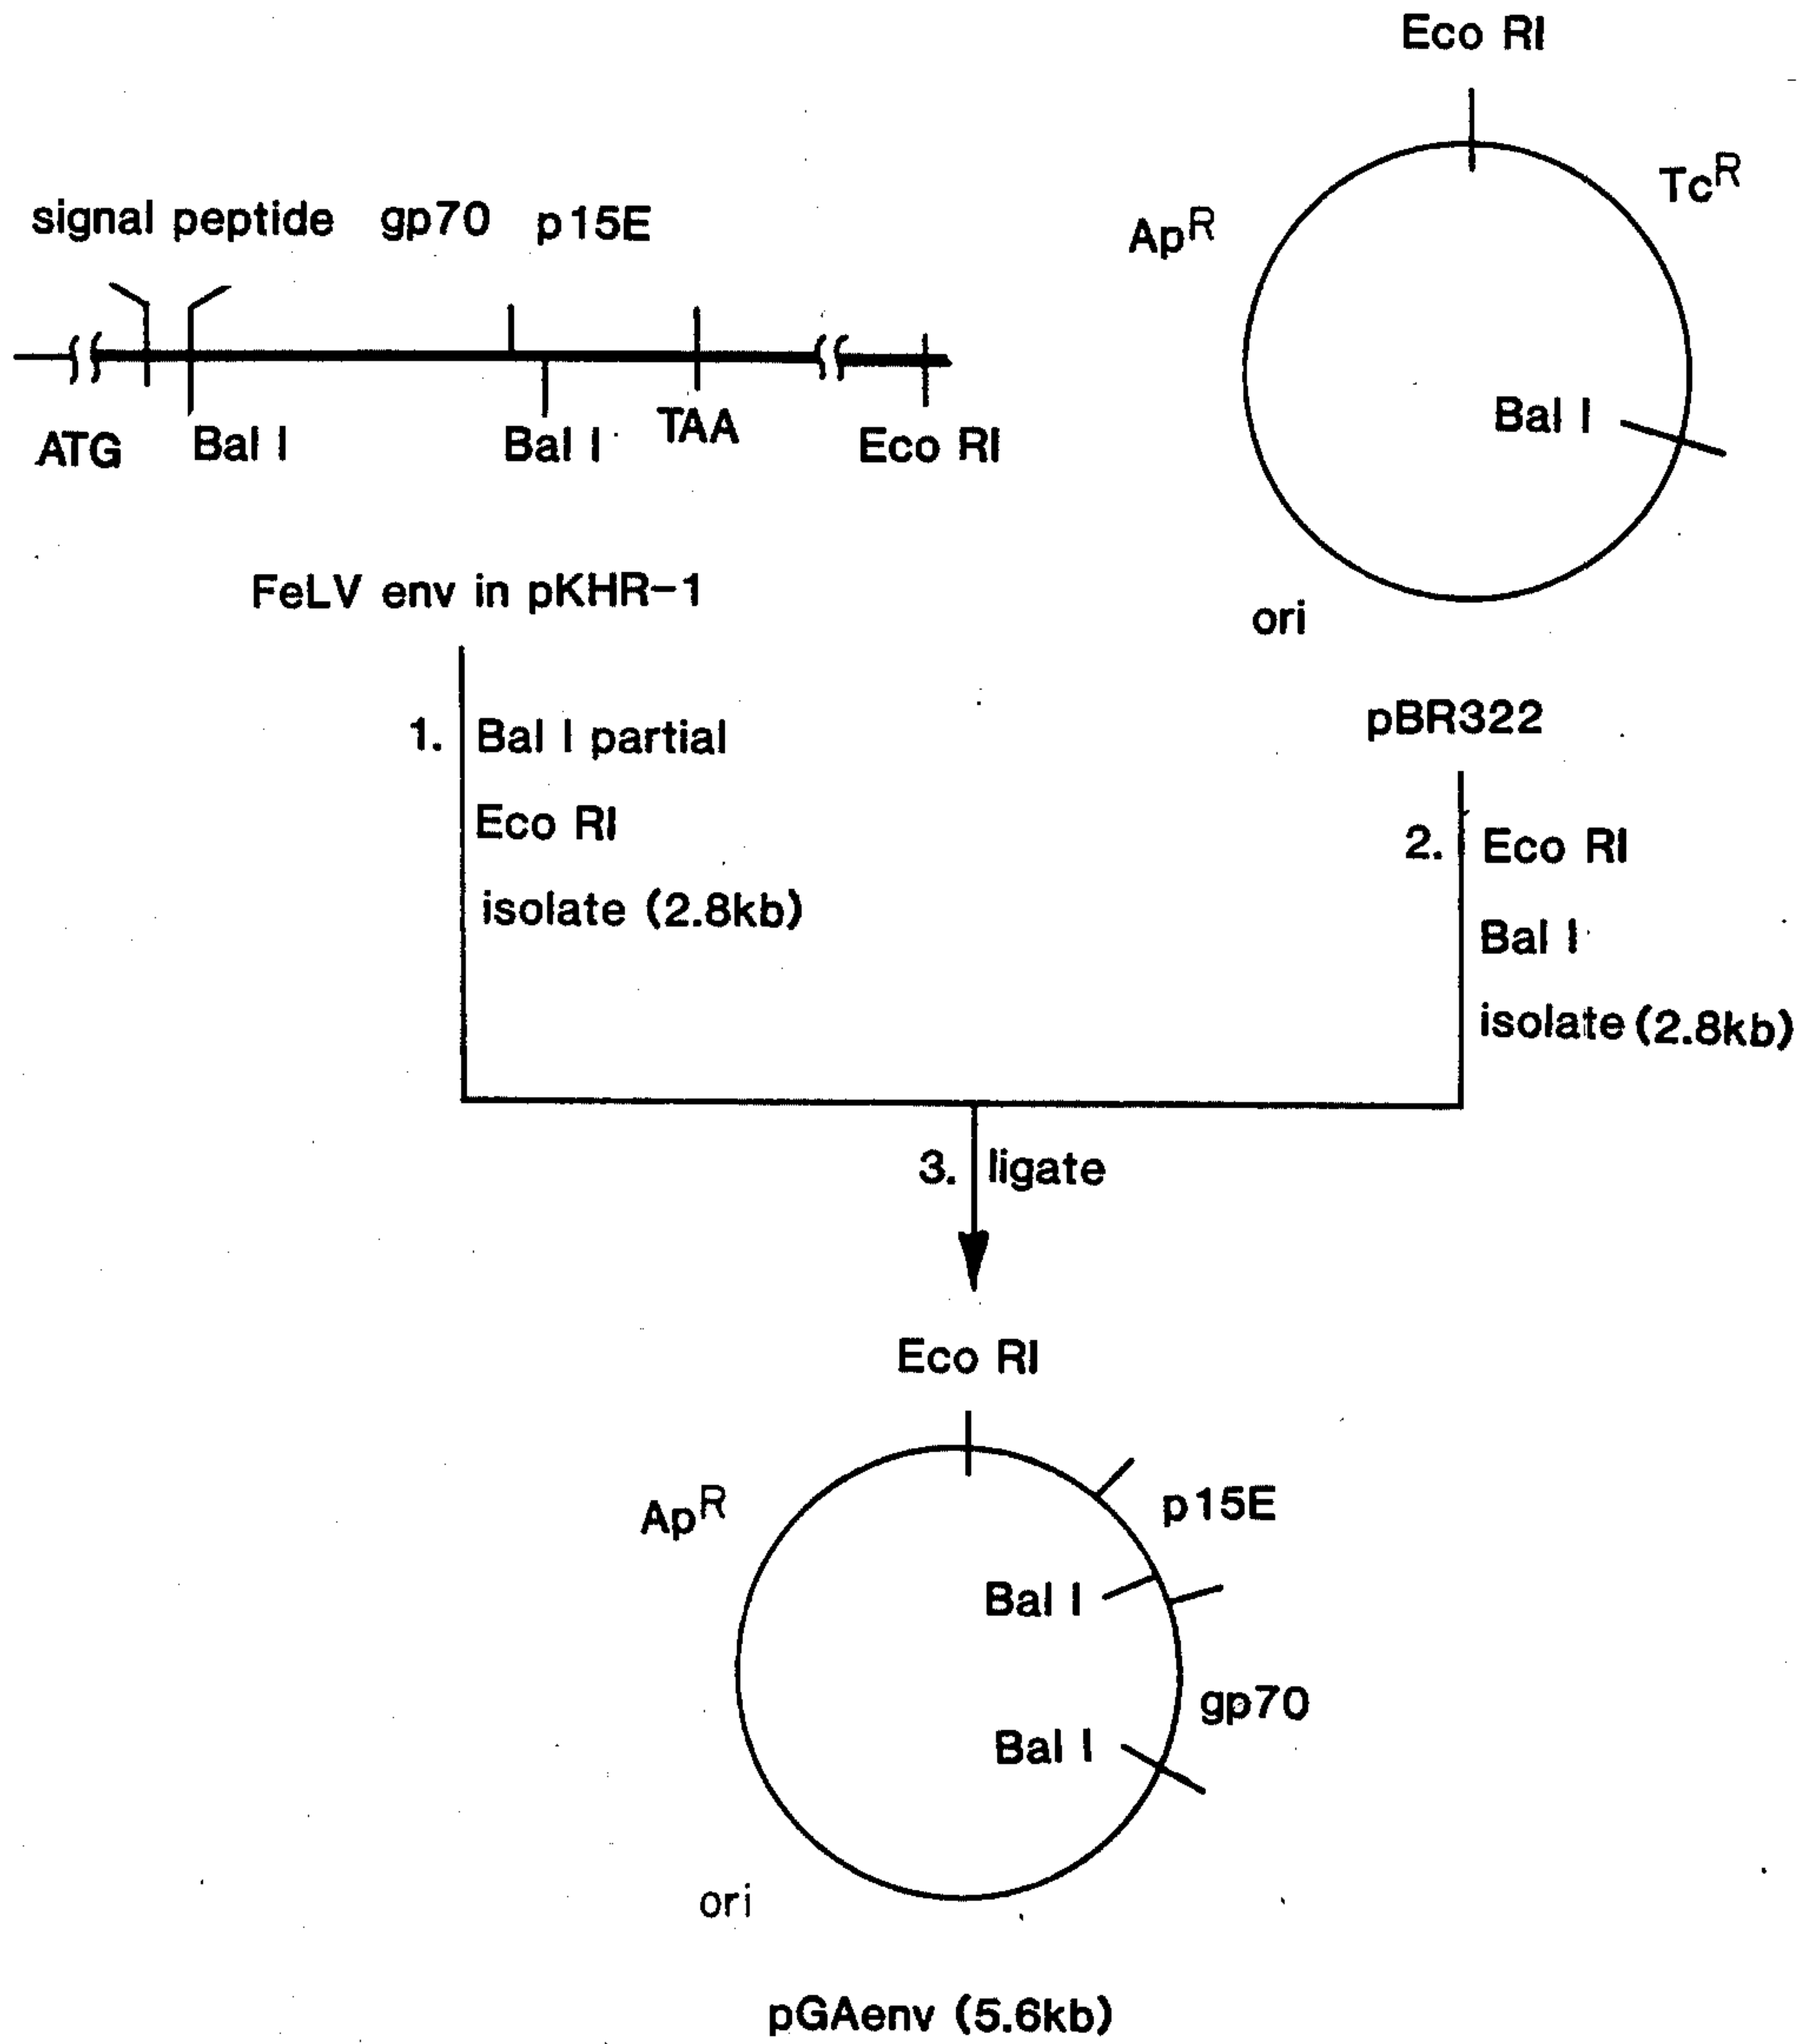 Eco RI
Tc^R
Ap^R
signal peptide gp70 p15E
ATG Bal I Bal I TAA Eco RI
Bal I
FeLV env in pKHR-1
ori
pBR322
1. Bal I partial
Eco RI
isolate (2.8kb)
2. Eco RI
Bal I
isolate (2.8kb)
3. ligate
Eco RI
Ap^R
p15E
Bal I
gp70
Bal I
ori
pGAenv (5.6kb)